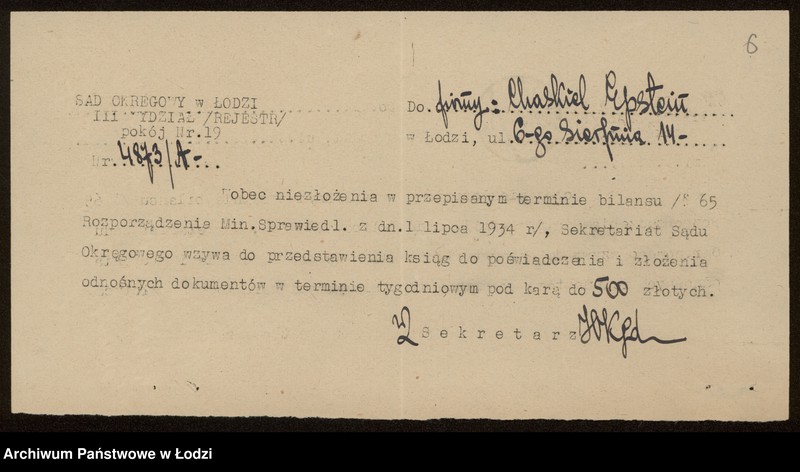 6
SĄD OKRĘGOWY w ŁODZI
III WYDZIAŁ /REJESTR/
pokój Nr.19
Nr. 4873/A-
Do firmy: Chaskiel Epstein
w Łodzi, ul. 6-go Sierpnia 14-
Wobec niezłożenia w przepisanym terminie bilansu /§ 65
Rozporządzenia Min.Sprawiedl. z dn.1 lipca 1934 r/, Sekretariat Sądu
Okręgowego wzywa do przedstawienia ksiąg do poświadczenia i złożenia
odnośnych dokumentów w terminie tygodniowym pod karą do 500 złotych.
Sekretarz
Archiwum Państwowe w Łodzi